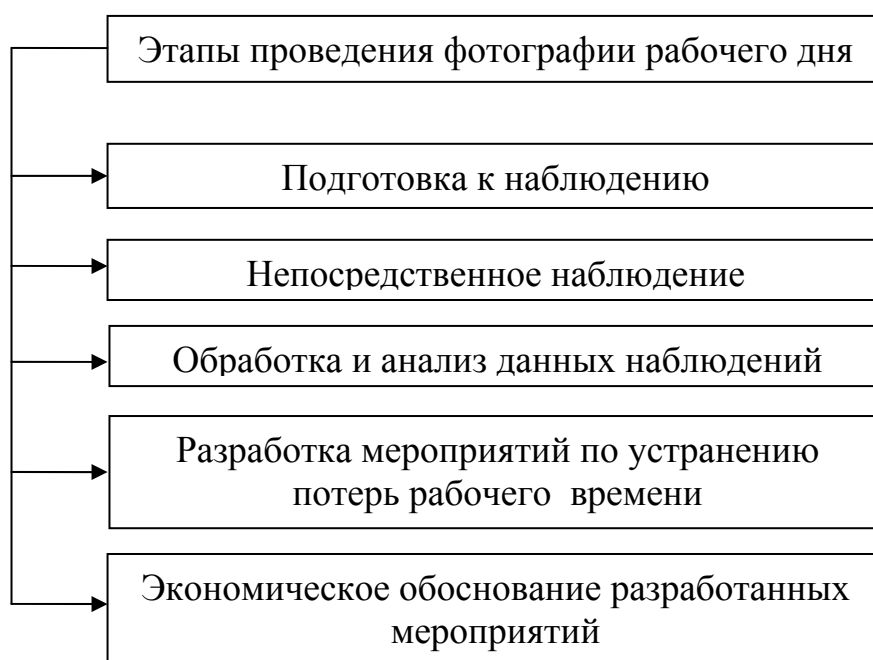 Этапы проведения фотографии рабочего дня
Подготовка к наблюдению
Непосредственное наблюдение
Обработка и анализ данных наблюдений
Разработка мероприятий по устранению
потерь рабочего времени
Экономическое обоснование разработанных
мероприятий